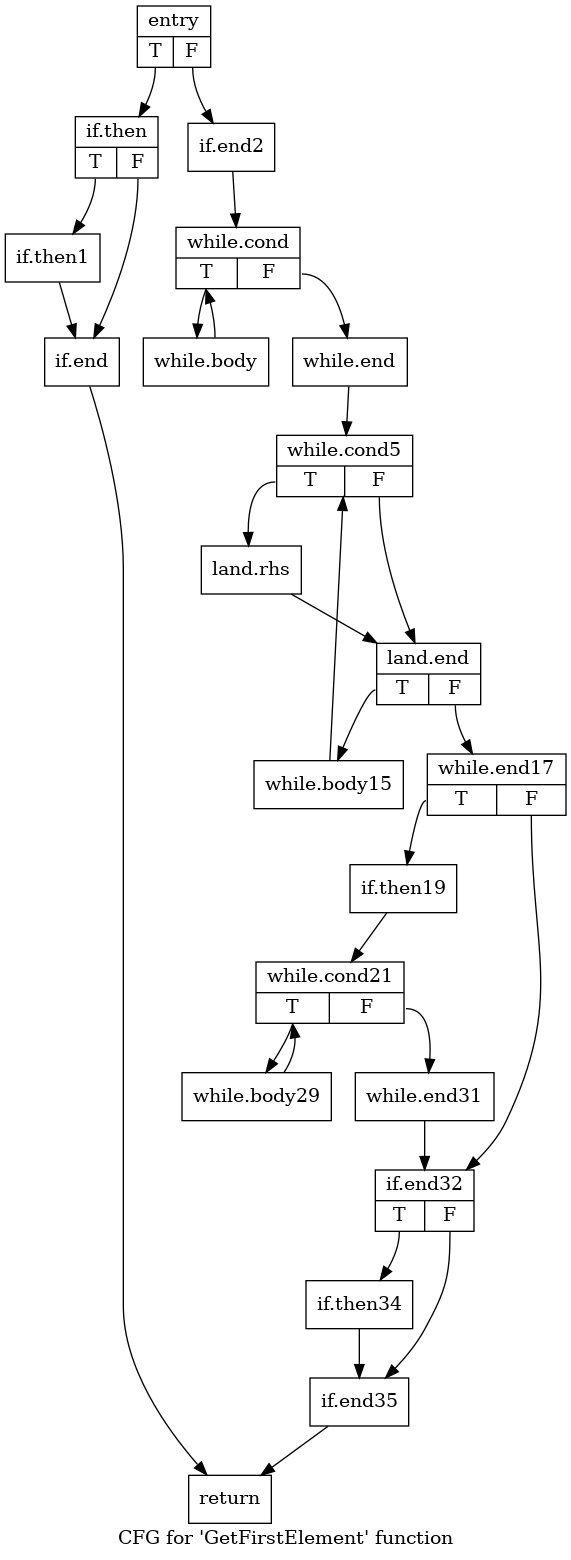 entry
T F
if.then
T F
if.end2
if.then1
while.cond
T F
if.end
while.body
while.end
while.cond5
T F
land.rhs
land.end
T F
while.body15
while.end17
T F
if.then19
while.cond21
T F
while.body29
while.end31
if.end32
T F
if.then34
if.end35
return
CFG for 'GetFirstElement' function